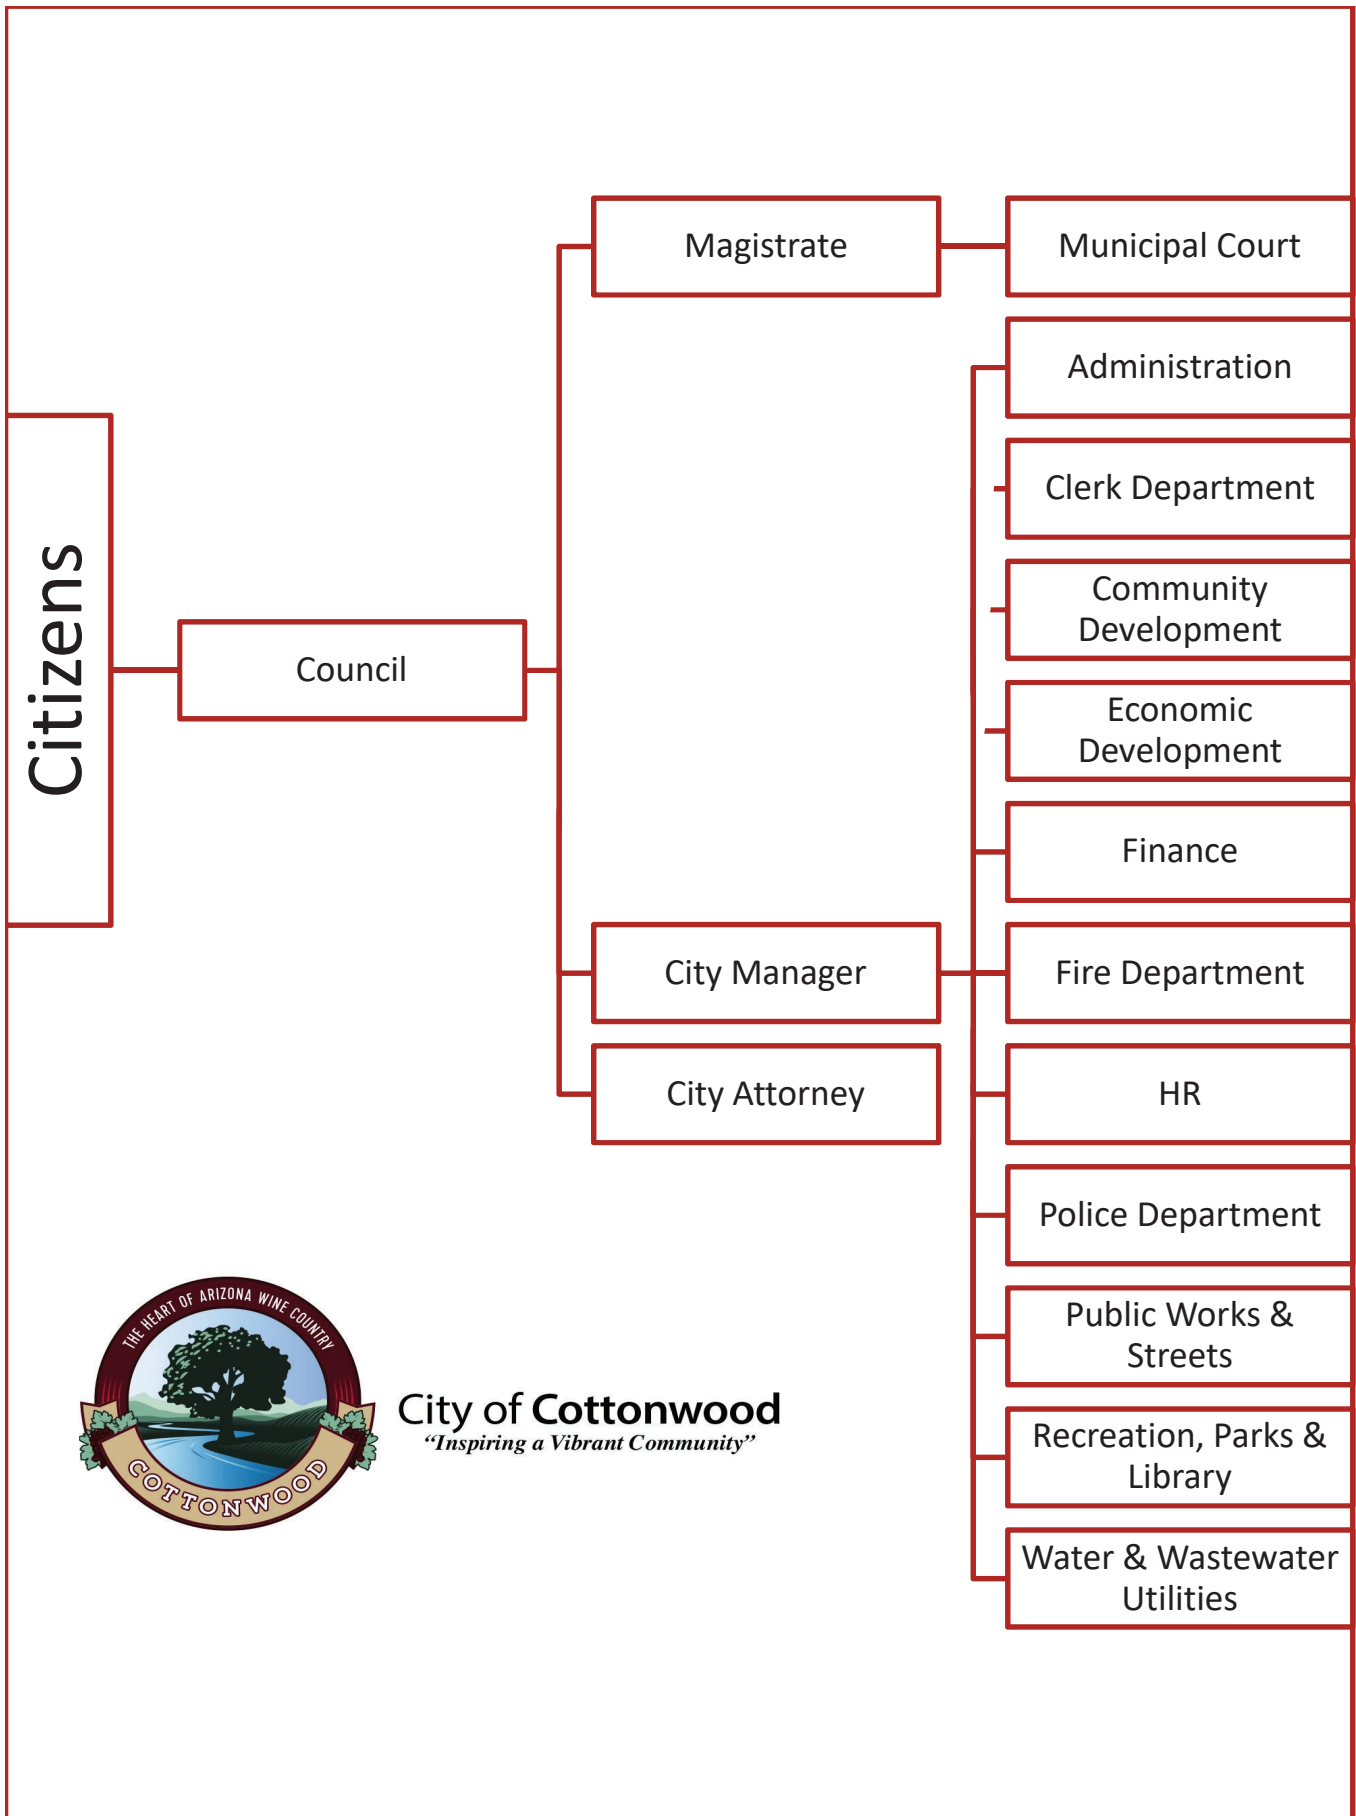 Citizens
Council
Magistrate
City Manager
City Attorney
Municipal Court
Administration
Clerk Department
Community
Development
Economic
Development
Finance
Fire Department
HR
Police Department
Public Works &
Streets
Recreation, Parks &
Library
Water & Wastewater
Utilities
THE HEART OF ARIZONA WINE COUNTRY
COTTONWOOD
City of Cottonwood
“Inspiring a Vibrant Community”